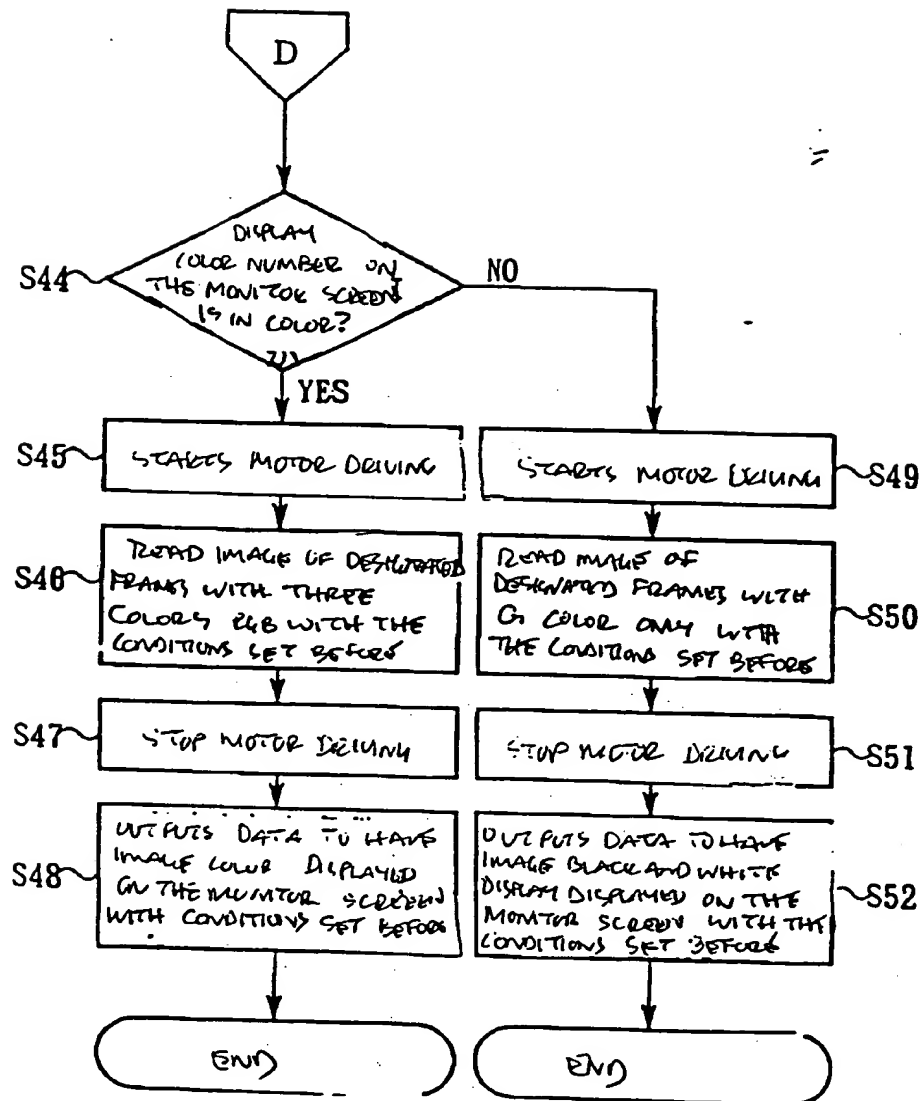 D
DISPLAY
COLOR NUMBER ON
THE MONITOR SCREEN
IS IN COLOR?
S44
NO
YES
S45
STARTS MOTOR DRIVING
STARTS MOTOR DRIVING
S49
S46
READ IMAGE OF DESIGNATED
FRAMES WITH THREE
COLORS RGB WITH THE
CONDITIONS SET BEFORE
READ IMAGE OF
DESIGNATED FRAMES WITH
G COLOR ONLY WITH
THE CONDITIONS SET BEFORE
S50
S47
STOP MOTOR DRIVING
STOP MOTOR DRIVING
S51
S48
OUTPUTS DATA TO HAVE
IMAGE COLOR DISPLAYED
ON THE MONITOR SCREEN
WITH CONDITIONS SET BEFORE
OUTPUTS DATA TO HAVE
IMAGE BLACK AND WHITE
DISPLAY DISPLAYED ON THE
MONITOR SCREEN WITH THE
CONDITIONS SET BEFORE
S52
END
END